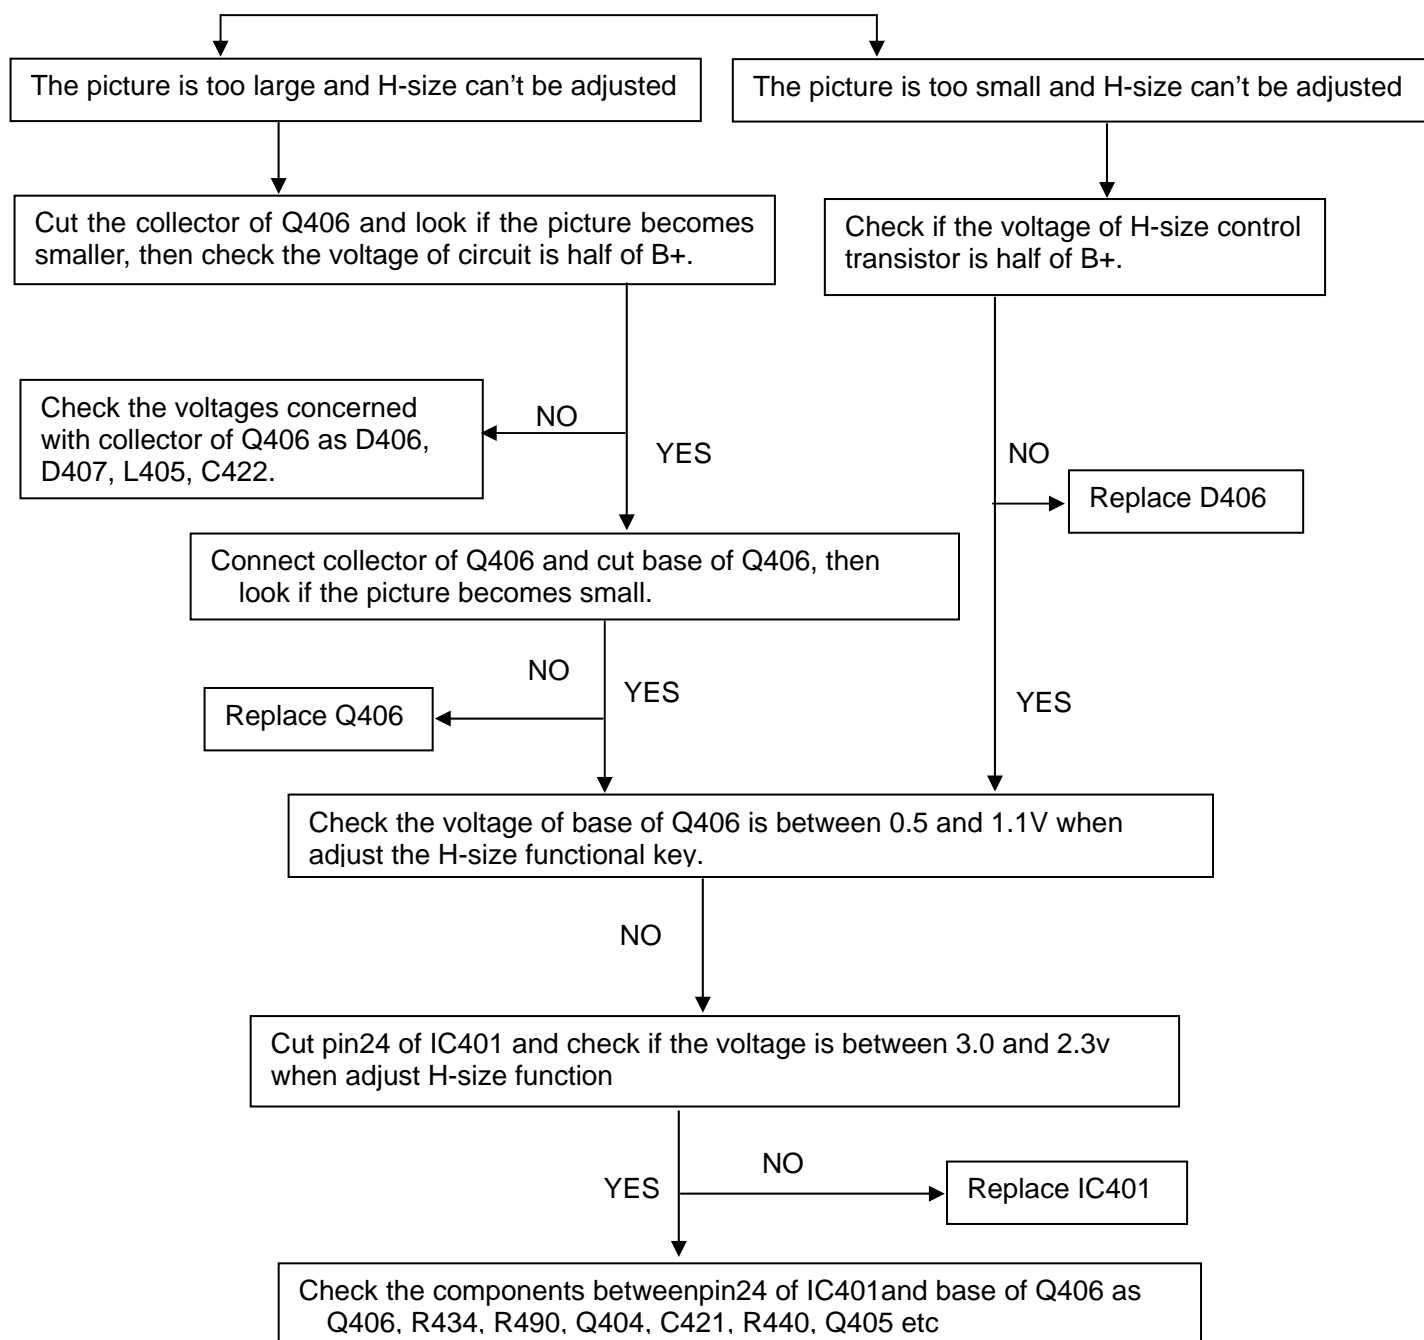 The picture is too large and H-size can't be adjusted
The picture is too small and H-size can't be adjusted
Cut the collector of Q406 and look if the picture becomes
smaller, then check the voltage of circuit is half of B+.
Check if the voltage of H-size control
transistor is half of B+.
Check the voltages concerned
with collector of Q406 as D406,
D407, L405, C422.
NO
YES
NO
Replace D406
Connect collector of Q406 and cut base of Q406, then
look if the picture becomes small.
NO
YES
Replace Q406
YES
Check the voltage of base of Q406 is between 0.5 and 1.1V when
adjust the H-size functional key.
NO
Cut pin24 of IC401 and check if the voltage is between 3.0 and 2.3v
when adjust H-size function
YES
NO
Replace IC401
Check the components betweenpin24 of IC401and base of Q406 as
Q406, R434, R490, Q404, C421, R440, Q405 etc